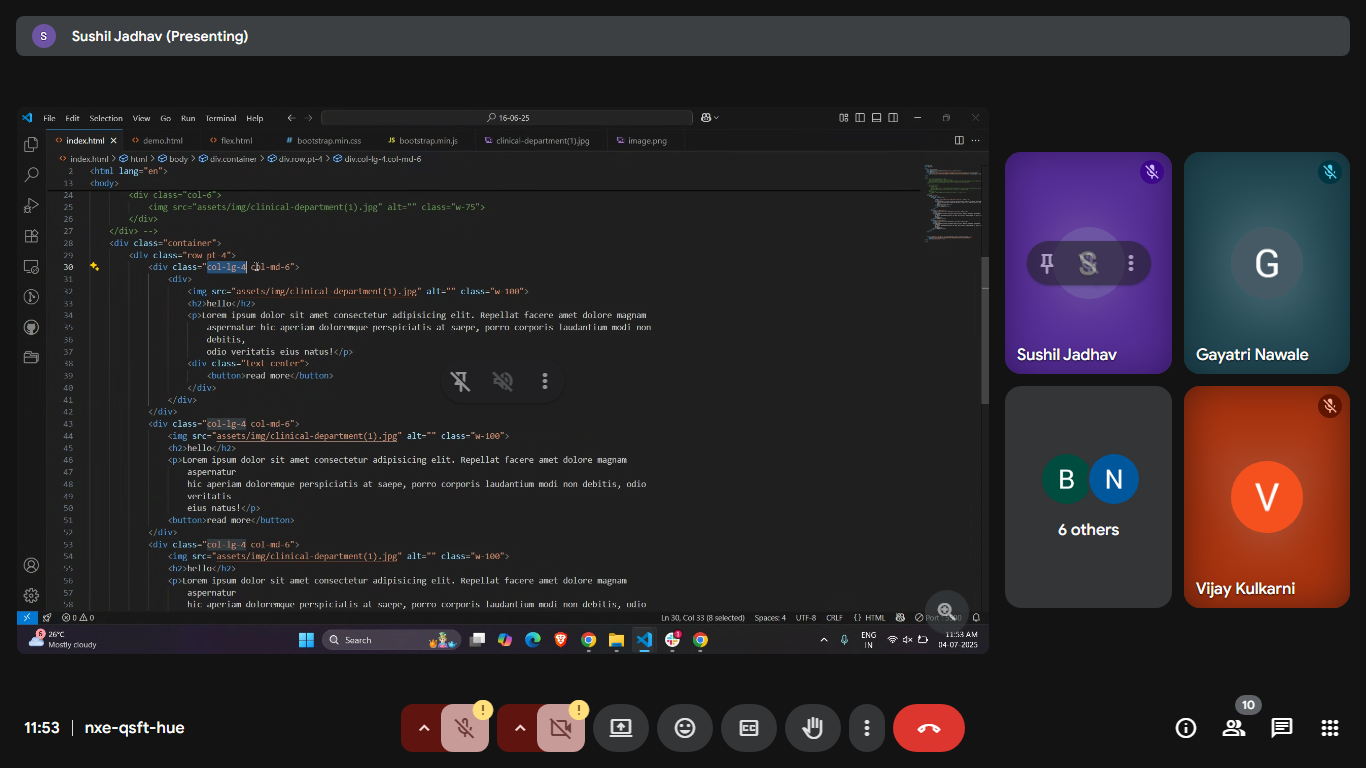 S Sushil Jadhav (Presenting)
File Edit Selection View Go Run Terminal Help 16-06-25
index.html demo.html flex.html # bootstrap.min.css JS bootstrap.min.js clinical-department(1).jpg image.png
index.html > html > body > div.container > div.row.pt-4 > div.col-lg-4.col-md-6
2 <html lang="en">
13 <body>
24 <div class="col-6">
25 <img src="assets/img/clinical-department(1).jpg" alt="" class="w-75">
26 </div>
27 </div> -->
28 <div class="container">
29 <div class="row pt-4">
30 <div class="col-lg-4 col-md-6">
31 <div>
32 <img src="assets/img/clinical-department(1).jpg" alt="" class="w-100">
33 <h2>hello</h2>
34 <p>Lorem ipsum dolor sit amet consectetur adipisicing elit. Repellat facere amet dolore magnam
35 aspernatur hic aperiam doloremque perspiciatis at saepe, porro corporis laudantium modi non
36 debitis,
37 odio veritatis eius natus!</p>
38 <div class="text-center">
39 <button>read more</button>
40 </div>
41 </div>
42 </div>
43 <div class="col-lg-4 col-md-6">
44 <img src="assets/img/clinical-department(1).jpg" alt="" class="w-100">
45 <h2>hello</h2>
46 <p>Lorem ipsum dolor sit amet consectetur adipisicing elit. Repellat facere amet dolore magnam
47 aspernatur
48 hic aperiam doloremque perspiciatis at saepe, porro corporis laudantium modi non debitis, odio
49 veritatis
50 eius natus!</p>
51 <button>read more</button>
52 </div>
53 <div class="col-lg-4 col-md-6">
54 <img src="assets/img/clinical-department(1).jpg" alt="" class="w-100">
55 <h2>hello</h2>
56 <p>Lorem ipsum dolor sit amet consectetur adipisicing elit. Repellat facere amet dolore magnam
57 aspernatur
58 hic aperiam doloremque perspiciatis at saepe, porro corporis laudantium modi non debitis, odio
0 0 Ln 30, Col 33 (8 selected) Spaces: 4 UTF-8 CRLF {} HTML Port : 5500
6 26°C
Mostly cloudy
Search
1
ENG
IN
11:53 AM
04-07-2025
S
Sushil Jadhav
G
Gayatri Nawale
B N
6 others
V
Vijay Kulkarni
11:53 | nxe-qsft-hue
! ! CC 10